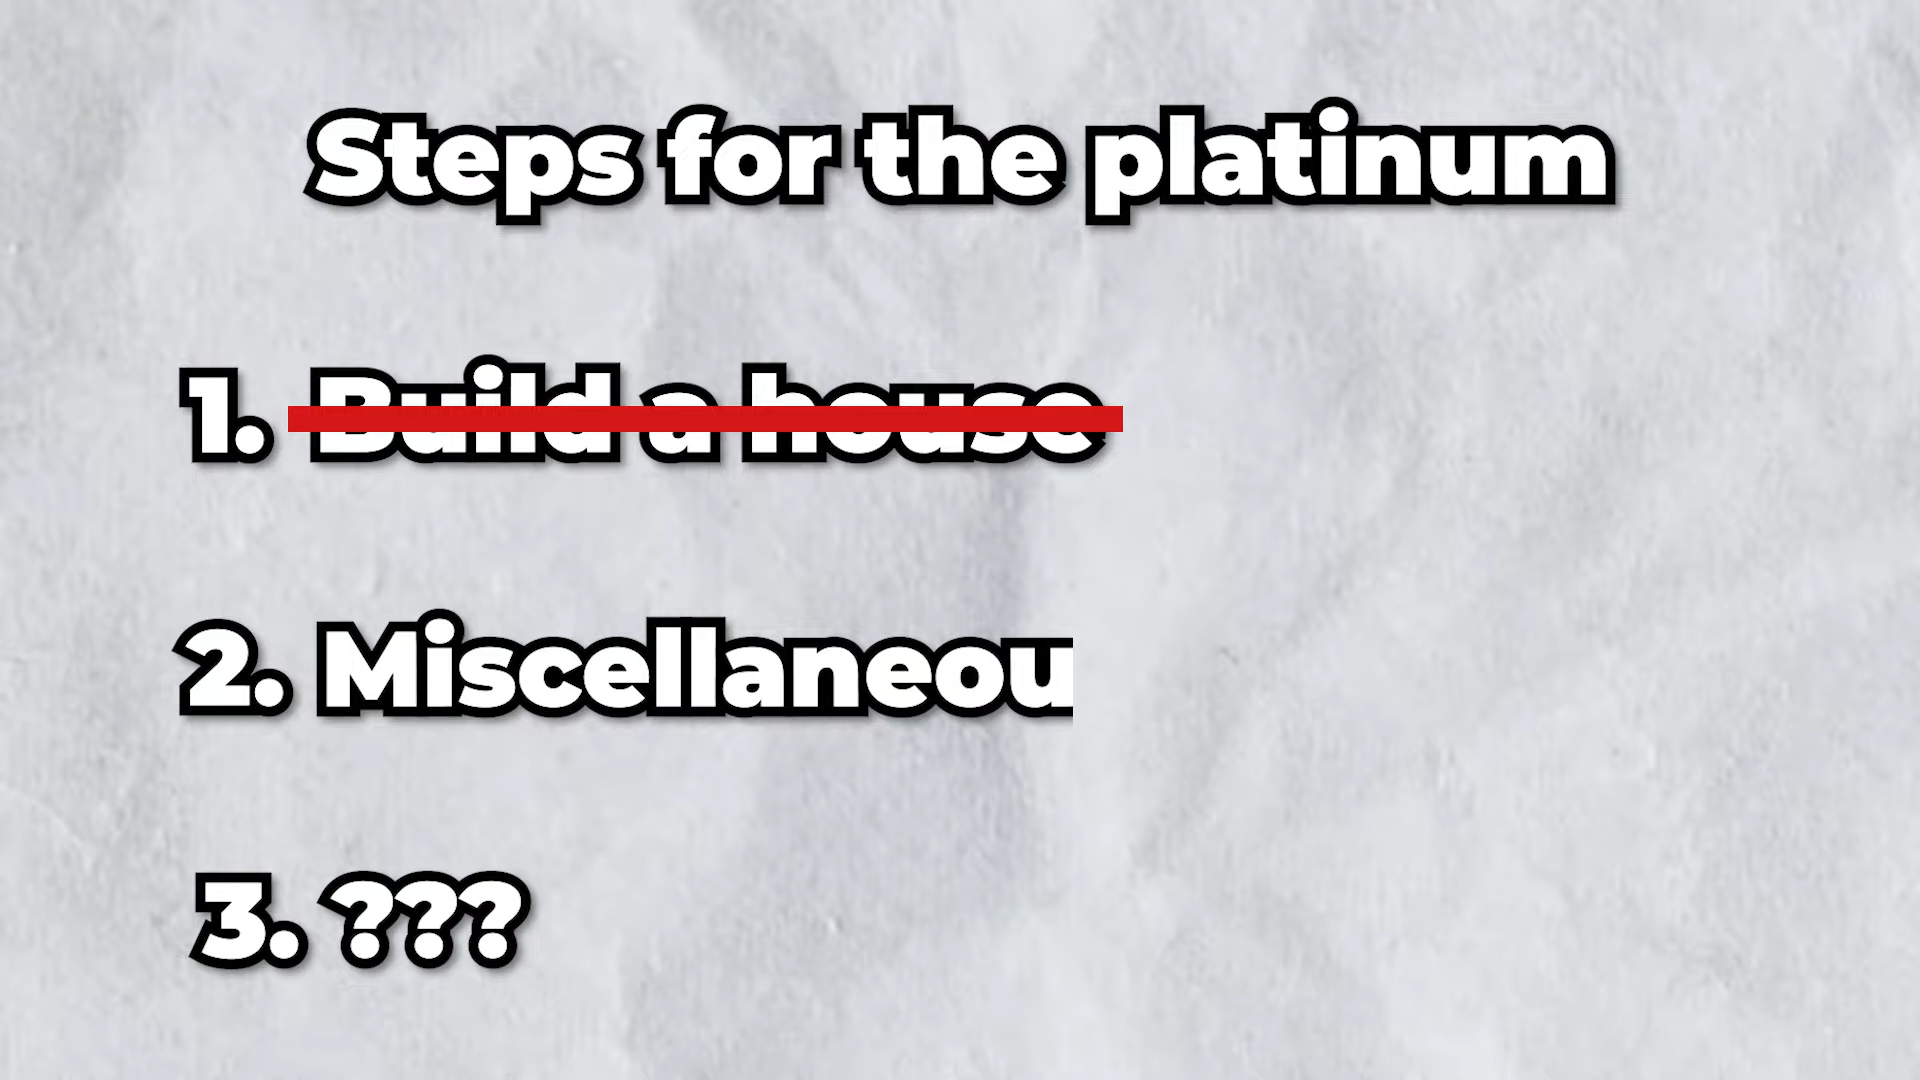 Steps for the platinum
1. Build a house
2. Miscellaneou
3. ???